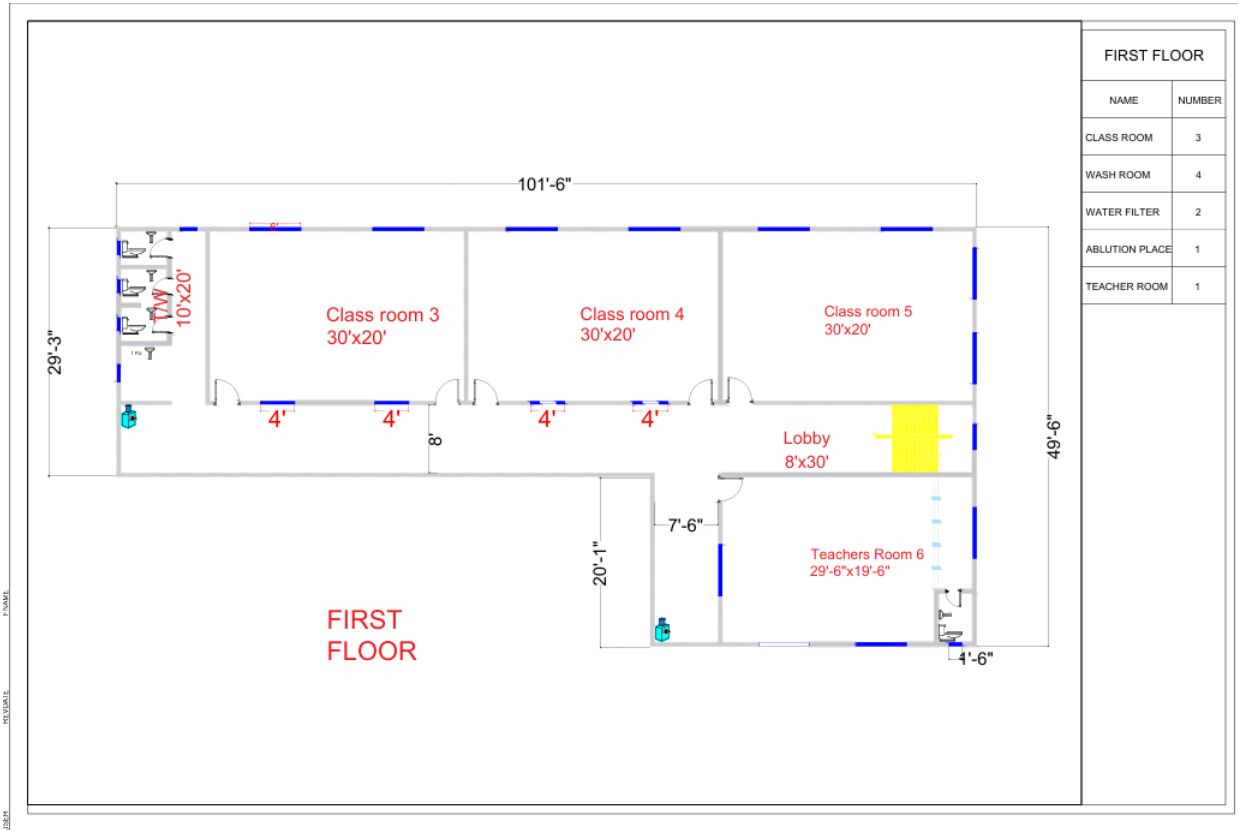 FIRST FLOOR
NAME NUMBER
CLASS ROOM 3
WASH ROOM 4
WATER FILTER 2
ABLUTION PLACE 1
TEACHER ROOM 1
101'-6"
29'-3"
T/W
10'x20'
Class room 3
30'x20'
Class room 4
30'x20'
Class room 5
30'x20'
4'
4'
4'
4'
8'
Lobby
8'x30'
49'-6"
7'-6"
20'-1"
Teachers Room 6
29'-6"x19'-6"
FIRST
FLOOR